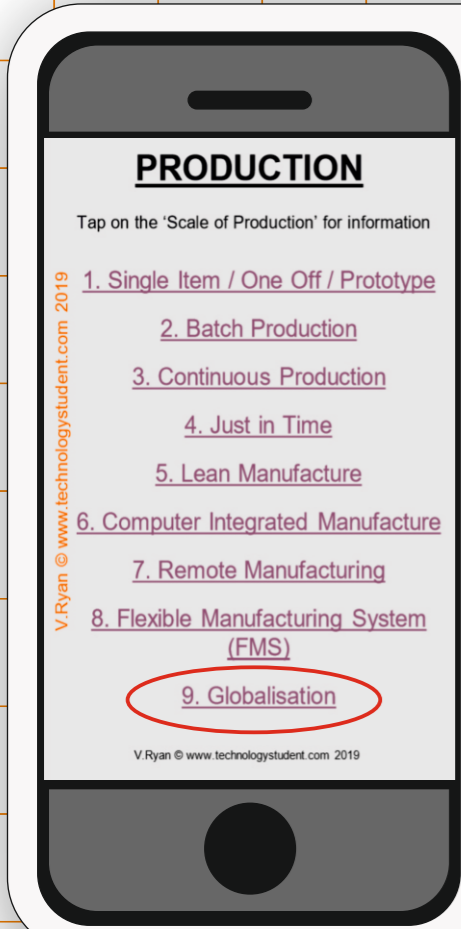 PRODUCTION
Tap on the ‘Scale of Production’ for information
1. Single Item / One Off / Prototype
2. Batch Production
3. Continuous Production
4. Just in Time
5. Lean Manufacture
6. Computer Integrated Manufacture
7. Remote Manufacturing
8. Flexible Manufacturing System
(FMS)
9. Globalisation
V.Ryan © www.technologystudent.com 2019
V.Ryan © www.technologystudent.com 2019